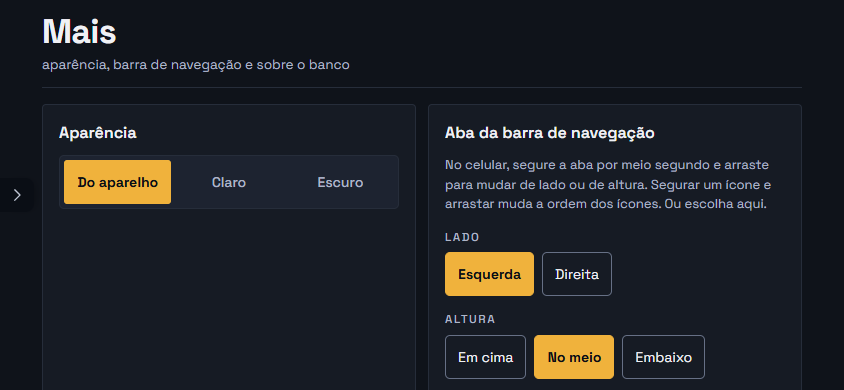 Mais
aparência, barra de navegação e sobre o banco
Aparência
Do aparelho
Claro
Escuro
Aba da barra de navegação
No celular, segure a aba por meio segundo e arraste
para mudar de lado ou de altura. Segurar um ícone e
arrastar muda a ordem dos ícones. Ou escolha aqui.
LADO
Esquerda
Direita
ALTURA
Em cima
No meio
Embaixo